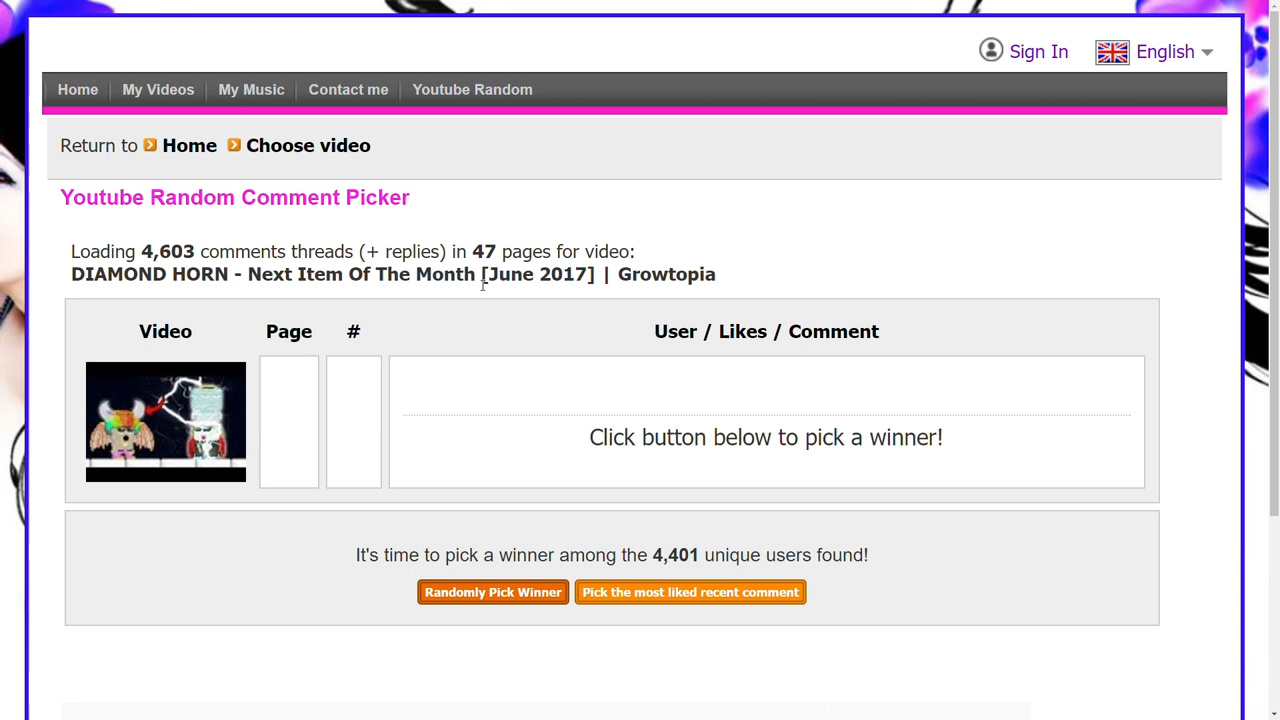 Sign In English
Home My Videos My Music Contact me Youtube Random
Return to Home Choose video
Youtube Random Comment Picker
Loading 4,603 comments threads (+ replies) in 47 pages for video:
DIAMOND HORN - Next Item Of The Month [June 2017] | Growtopia
Video Page # User / Likes / Comment
Click button below to pick a winner!
It's time to pick a winner among the 4,401 unique users found!
Randomly Pick Winner Pick the most liked recent comment